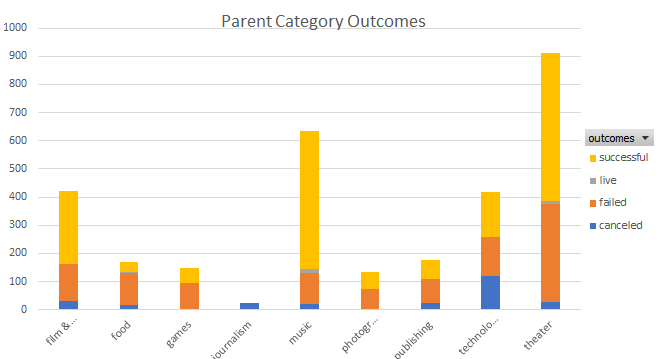 Parent Category Outcomes
1000
900
800
700
600
500
400
300
200
100
0
outcomes
successful
live
failed
canceled
film &...
food
games
journalism
music
photogr...
publishing
technolo...
theater